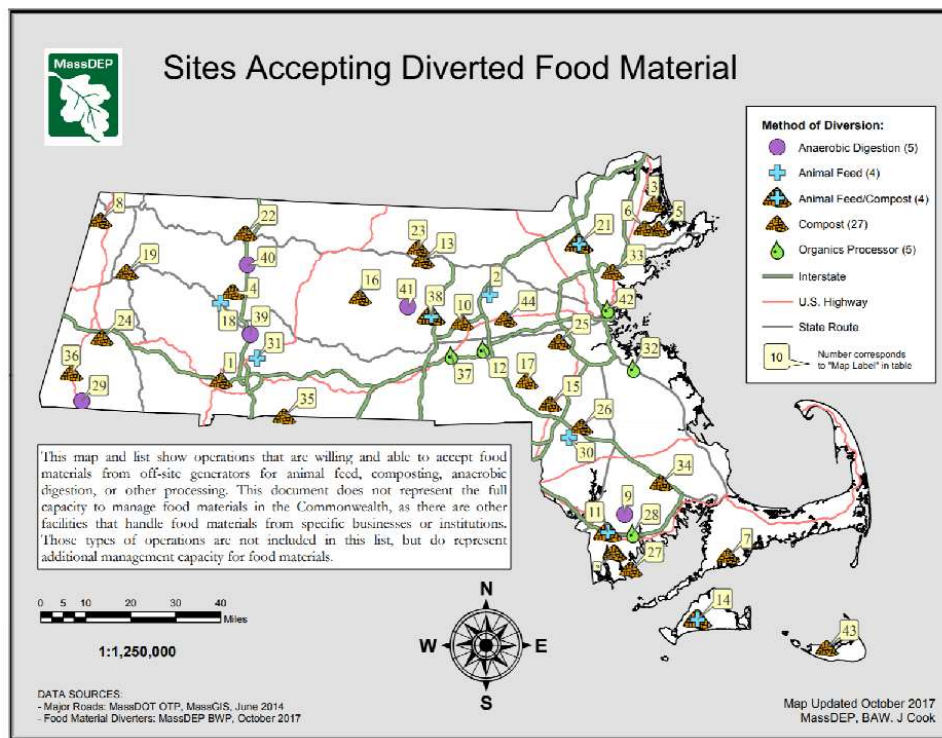 MassDEP
Sites Accepting Diverted Food Material
Method of Diversion:
Anaerobic Digestion (5)
Animal Feed (4)
Animal Feed/Compost (4)
Compost (27)
Organics Processor (5)
Interstate
U.S. Highway
State Route
10
Number corresponds
to "Map Label" in table
3
8
22
6
5
21
23
13
40
19
33
2
4
16
41
38
10
44
42
18
39
24
25
31
32
36
1
37
12
17
29
35
15
26
30
34
9
11
28
27
7
14
43
This map and list show operations that are willing and able to accept food
materials from off-site generators for animal feed, composting, anaerobic
digestion, or other processing. This document does not represent the full
capacity to manage food materials in the Commonwealth, as there are other
facilities that handle food materials from specific businesses or institutions.
Those types of operations are not included in this list, but do represent
additional management capacity for food materials.
0 5 10 20 30 40
Miles
1:1,250,000
N
W E
S
DATA SOURCES:
- Major Roads: MassDOT OTP, MassGIS, June 2014
- Food Material Diverters: MassDEP BWP, October 2017
Map Updated October 2017
MassDEP, BAW. J Cook